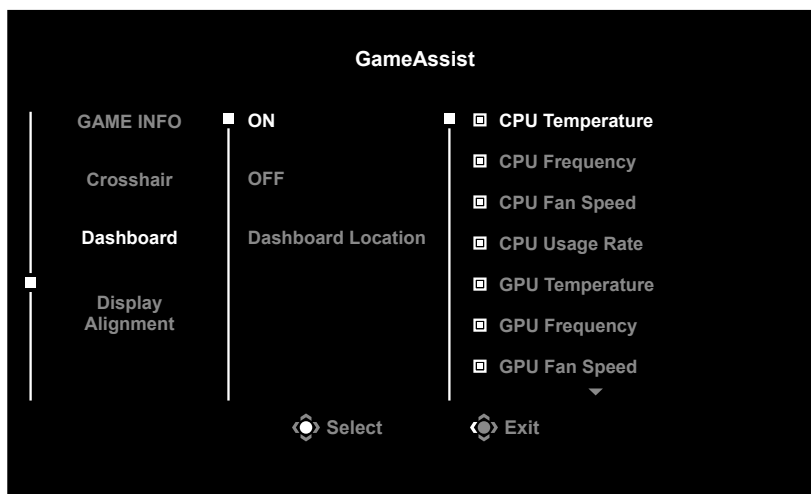 GameAssist
GAME INFO
Crosshair
Dashboard
Display
Alignment
ON
OFF
Dashboard Location
CPU Temperature
CPU Frequency
CPU Fan Speed
CPU Usage Rate
GPU Temperature
GPU Frequency
GPU Fan Speed
Select
Exit